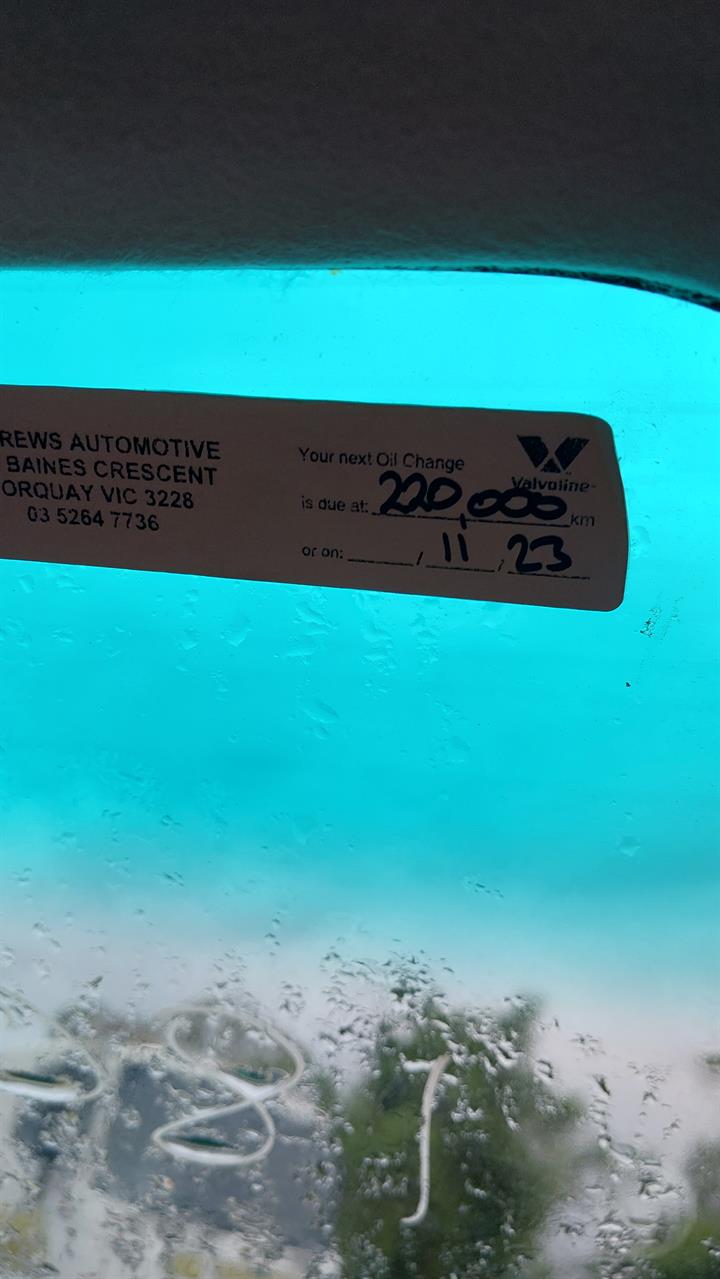 REWS AUTOMOTIVE
BAINES CRESCENT
ORQUAY VIC 3228
03 5264 7736
Valvoline
Your next Oil Change
is due at: 220,000 km
or on: / 11 / 23
81